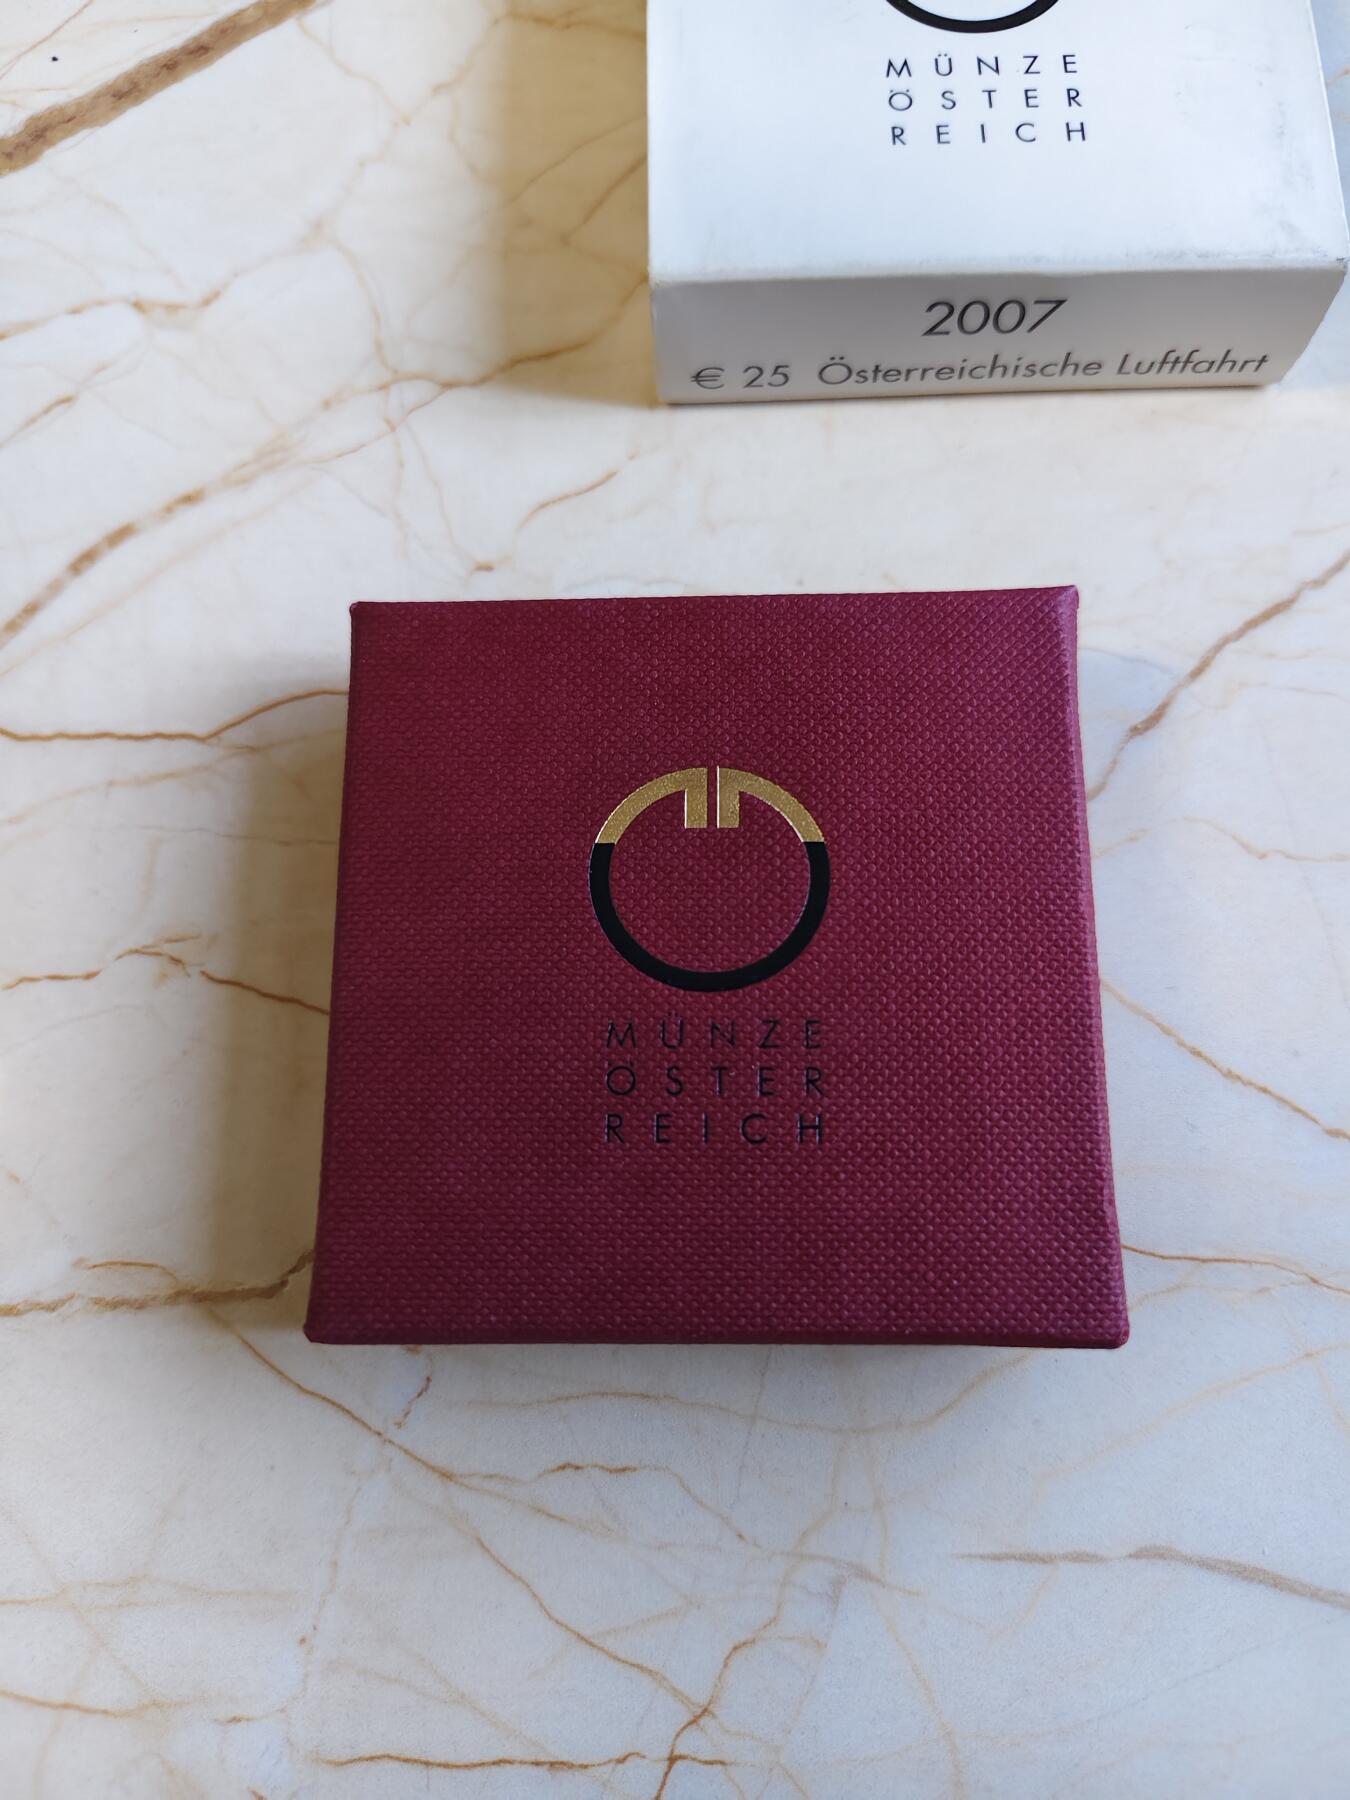 MÜNZE
ÖSTER
REICH
2007
€ 25 Österreichische Luftfahrt
MÜNZE
ÖSTER
REICH